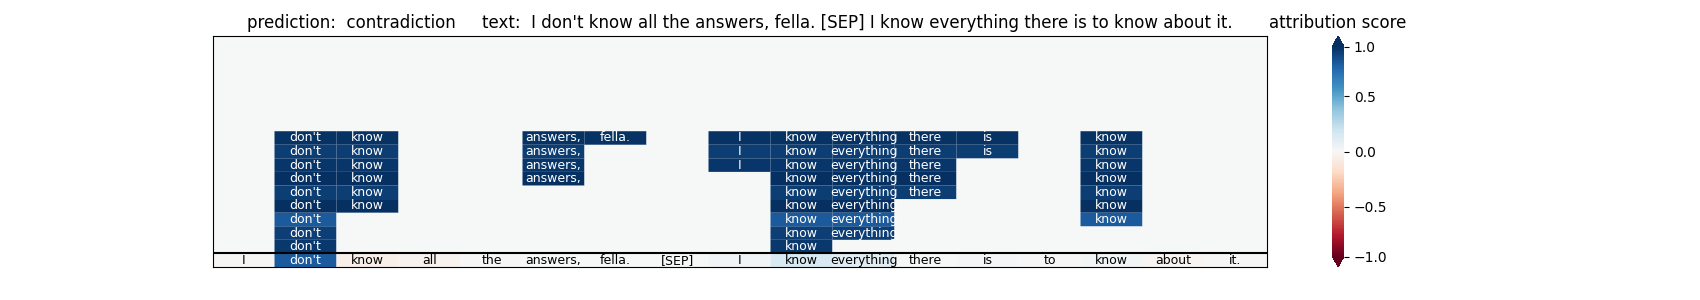 prediction: contradiction text: I don't know all the answers, fella. [SEP] I know everything there is to know about it. attribution score
don't know answers, fella. I know everything there is know
don't know answers, I know everything there is know
don't know answers, I know everything there know
don't know answers, know everything there know
don't know know everything there know
don't know know everything know
don't know everything know
don't know everything
don't know
I don't know all the answers, fella. [SEP] I know everything there is to know about it.
1.0
0.5
0.0
−0.5
−1.0